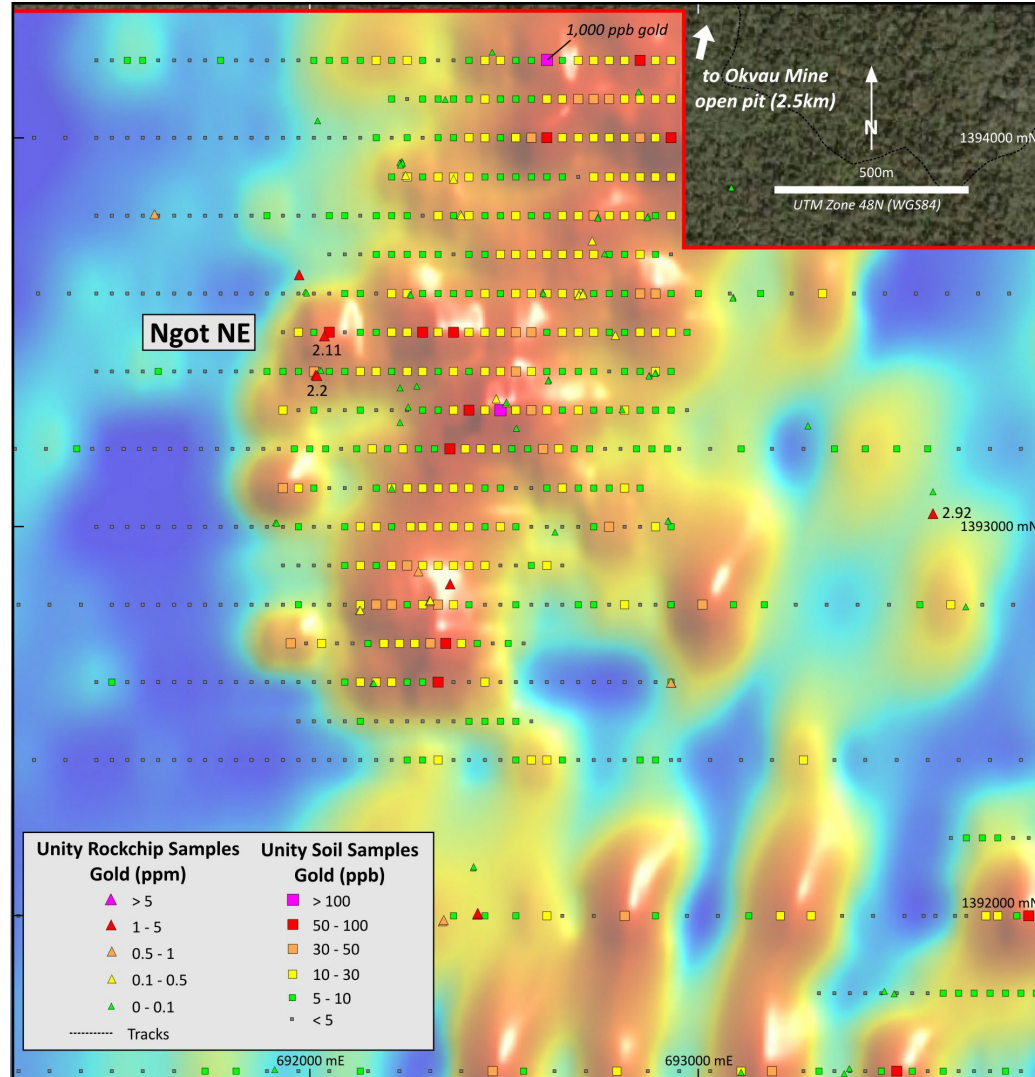 1,000 ppb gold
to Okvau Mine
open pit (2.5km)
N
1394000 mN
500m
UTM Zone 48N (WGS84)
Ngot NE
2.11
2.2
2.92
1393000 mN
Unity Rockchip Samples
Gold (ppm)
> 5
1 - 5
0.5 - 1
0.1 - 0.5
0 - 0.1
Tracks
Unity Soil Samples
Gold (ppb)
> 100
50 - 100
30 - 50
10 - 30
5 - 10
< 5
1392000 mN
692000 mE
693000 mE